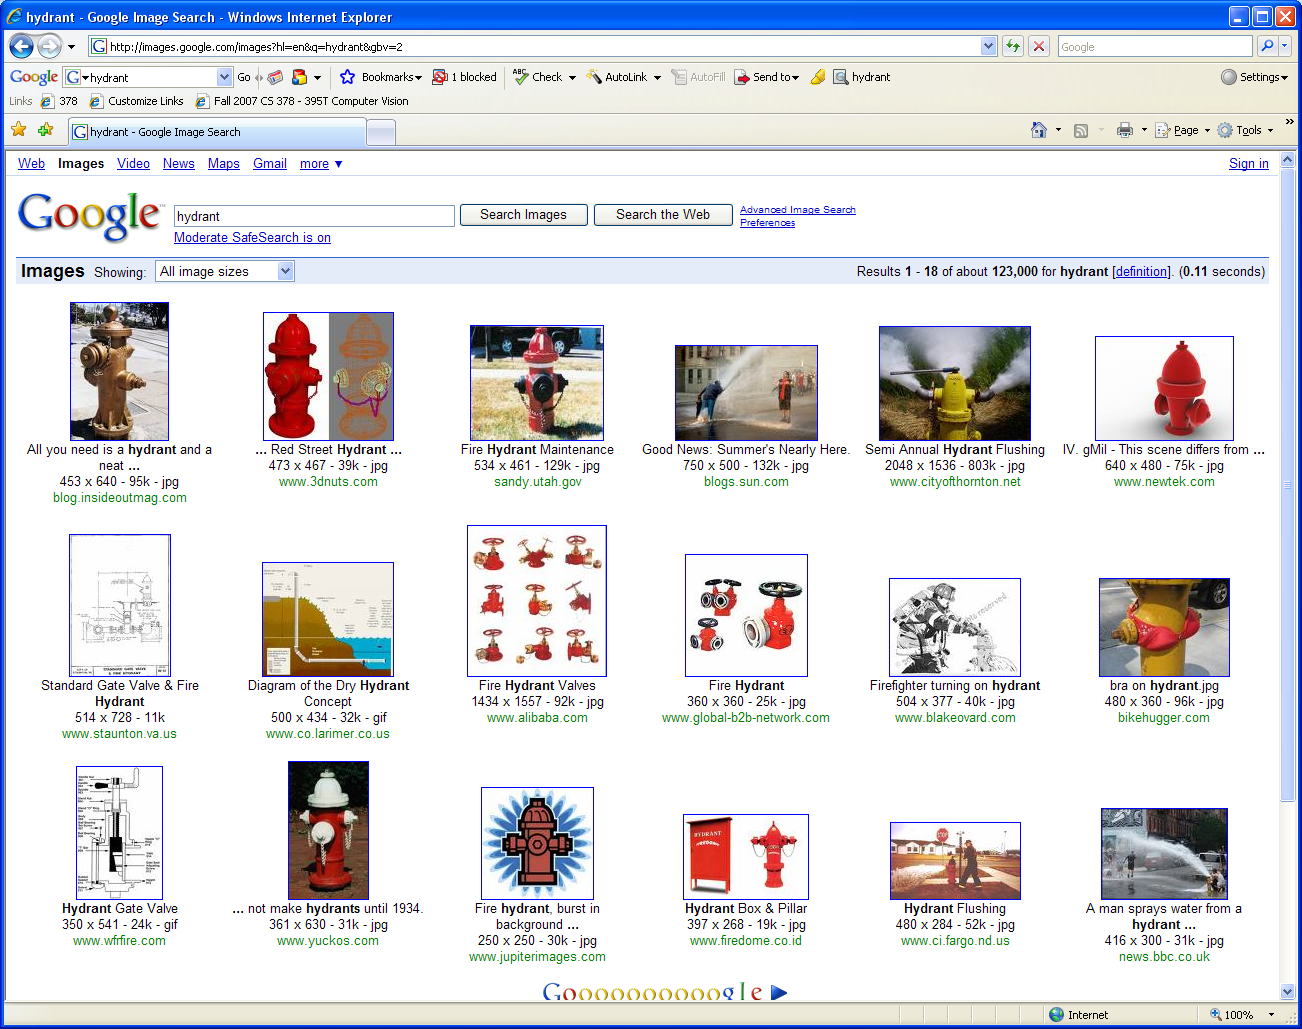 hydrant - Google Image Search - Windows Internet Explorer
http://images.google.com/images?hl=en&q=hydrant&gbv=2
Google
Google hydrant Go Bookmarks 1 blocked Check AutoLink AutoFill Send to hydrant Settings
Links 378 Customize Links Fall 2007 CS 378 - 395T Computer Vision
hydrant - Google Image Search Page Tools
Web Images Video News Maps Gmail more Sign in
Google hydrant Search Images Search the Web Advanced Image Search
Preferences
Moderate SafeSearch is on
Images Showing: All image sizes Results 1 - 18 of about 123,000 for hydrant [definition]. (0.11 seconds)
All you need is a hydrant and a
neat ...
453 x 640 - 95k - jpg
blog.insideoutmag.com
... Red Street Hydrant ...
473 x 467 - 39k - jpg
www.3dnuts.com
Fire Hydrant Maintenance
534 x 461 - 129k - jpg
sandy.utah.gov
Good News: Summer's Nearly Here.
750 x 500 - 132k - jpg
blogs.sun.com
Semi Annual Hydrant Flushing
2048 x 1536 - 803k - jpg
www.cityofthornton.net
IV. gMil - This scene differs from ...
640 x 480 - 75k - jpg
www.newtek.com
Standard Gate Valve & Fire
Hydrant
514 x 728 - 11k
www.staunton.va.us
Diagram of the Dry Hydrant
Concept
500 x 434 - 32k - gif
www.co.larimer.co.us
Fire Hydrant Valves
1434 x 1557 - 92k - jpg
www.alibaba.com
Fire Hydrant
360 x 360 - 25k - jpg
www.global-b2b-network.com
Firefighter turning on hydrant
504 x 377 - 40k - jpg
www.blakeovard.com
bra on hydrant.jpg
480 x 360 - 96k - jpg
bikehugger.com
Hydrant Gate Valve
350 x 541 - 24k - gif
www.wfrfire.com
... not make hydrants until 1934.
361 x 630 - 31k - jpg
www.yuckos.com
Fire hydrant, burst in
background ...
250 x 250 - 30k - jpg
www.jupiterimages.com
HYDRANT
Hydrant Box & Pillar
397 x 268 - 19k - jpg
www.firedome.co.id
STOP
Hydrant Flushing
480 x 284 - 52k - jpg
www.ci.fargo.nd.us
A man sprays water from a
hydrant ...
416 x 300 - 31k - jpg
news.bbc.co.uk
Goooooooooogle
Internet 100%